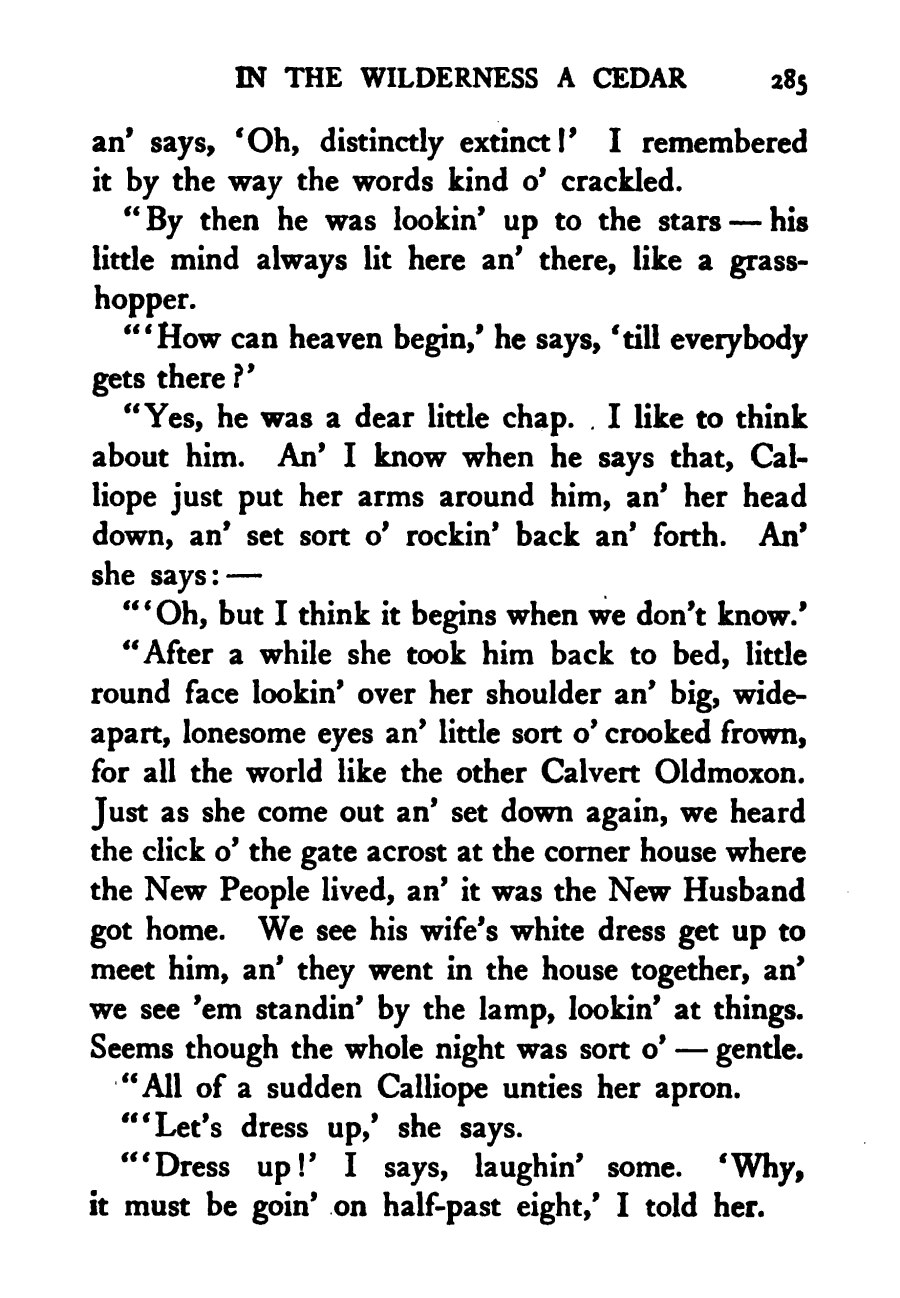 IN THE WILDERNESS A CEDAR 285
an’ says, ‘Oh, distinctly extinct!’ I remembered
it by the way the words kind o’ crackled.
“By then he was lookin’ up to the stars — his
little mind always lit here an’ there, like a grass-
hopper.
“‘How can heaven begin,’ he says, ‘till everybody
gets there?’
“Yes, he was a dear little chap. I like to think
about him. An’ I know when he says that, Cal-
liope just put her arms around him, an’ her head
down, an’ set sort o’ rockin’ back an’ forth. An’
she says: —
“‘Oh, but I think it begins when we don’t know.’
“After a while she took him back to bed, little
round face lookin’ over her shoulder an’ big, wide-
apart, lonesome eyes an’ little sort o’ crooked frown,
for all the world like the other Calvert Oldmoxon.
Just as she come out an’ set down again, we heard
the click o’ the gate acrost at the corner house where
the New People lived, an’ it was the New Husband
got home. We see his wife’s white dress get up to
meet him, an’ they went in the house together, an’
we see ’em standin’ by the lamp, lookin’ at things.
Seems though the whole night was sort o’ — gentle.
“All of a sudden Calliope unties her apron.
“‘Let’s dress up,’ she says.
“‘Dress up!’ I says, laughin’ some. ‘Why,
it must be goin’ on half-past eight,’ I told her.